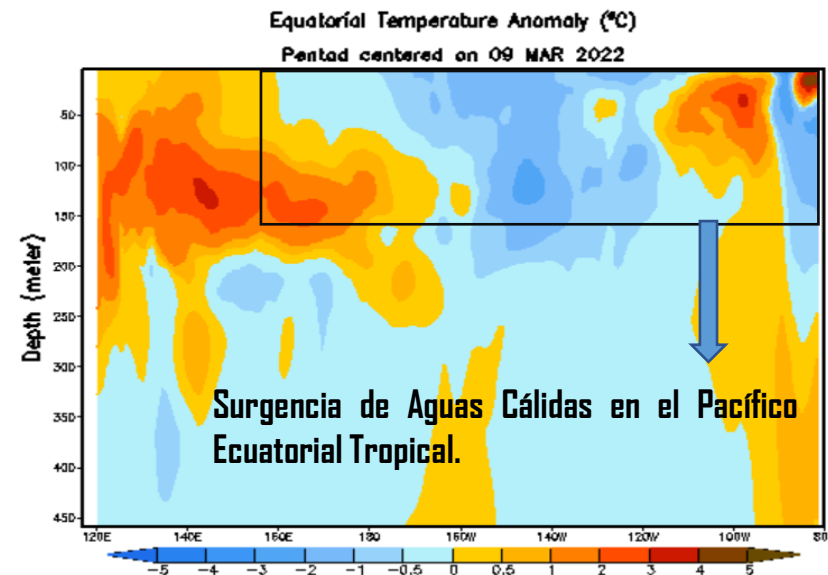 Equatorial Temperature Anomaly (°C)
Pentad centered on 09 MAR 2022
Depth (meter)
50
100
150
200
250
300
350
400
450
Surgencia de Aguas Cálidas en el Pacífico
Ecuatorial Tropical.
120E 140E 160E 180 160W 140W 120W 100W 80
-5 -4 -3 -2 -1 -0.5 0 0.5 1 2 3 4 5